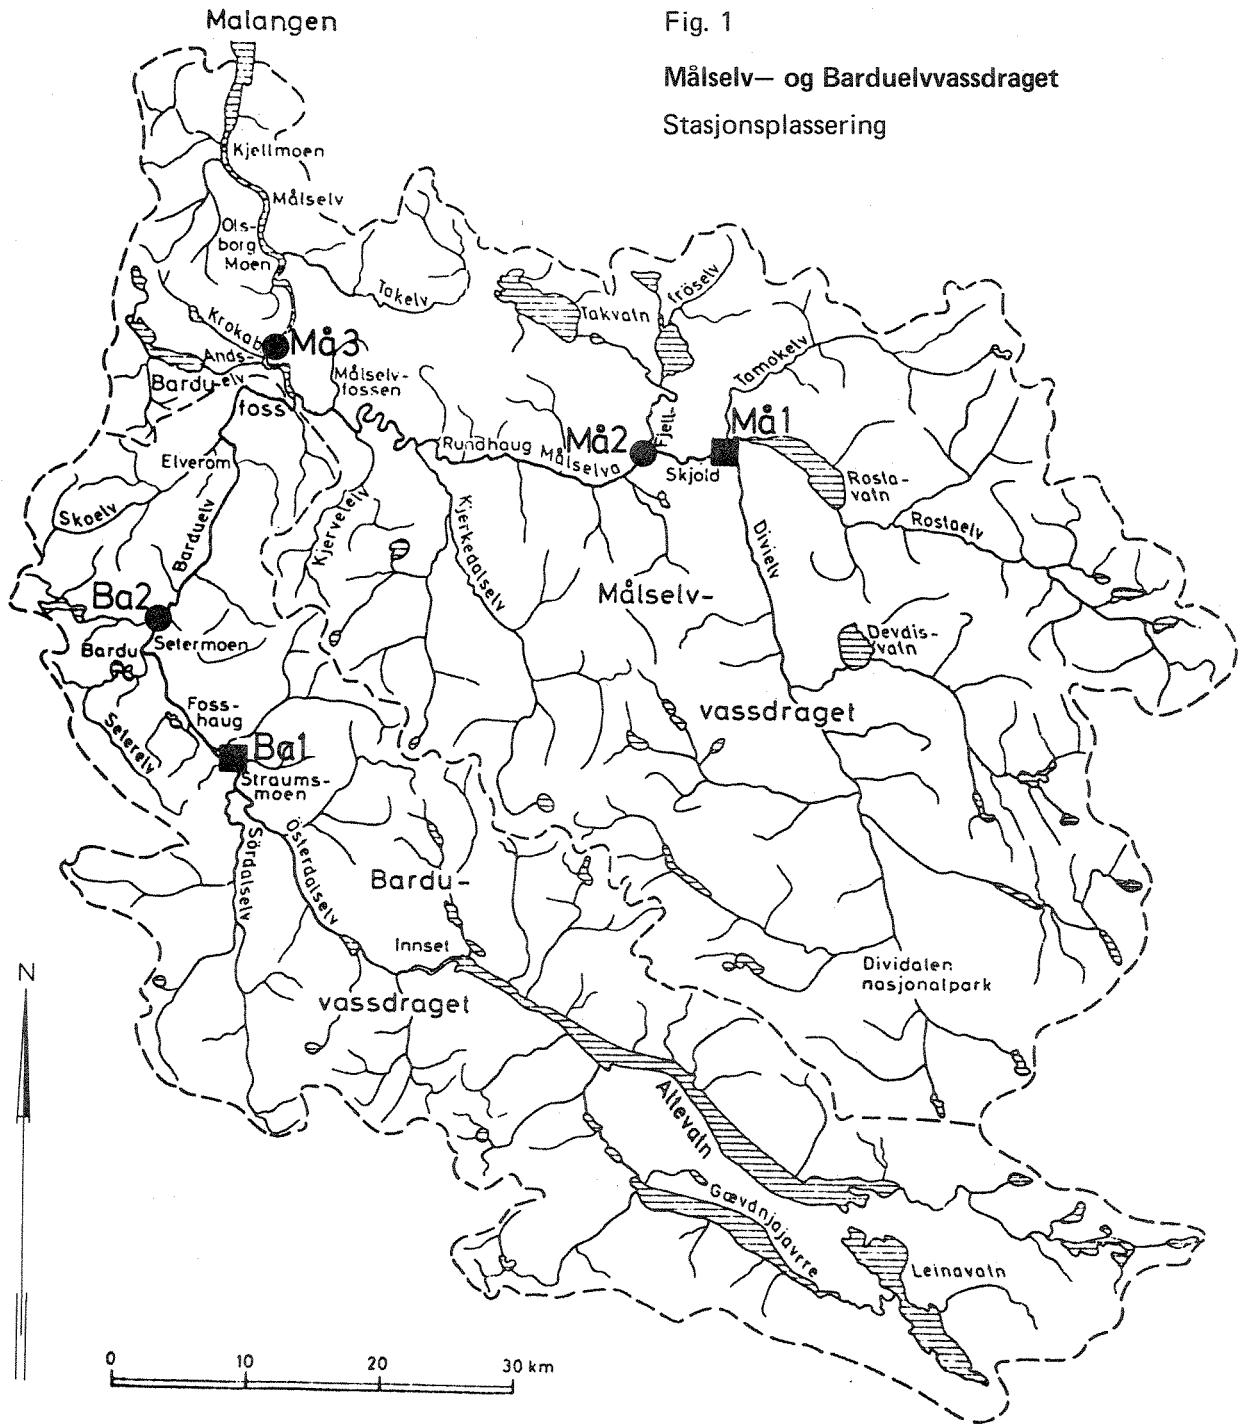 Malangen
Fig. 1
Målselv– og Barduelvvassdraget
Stasjonsplassering
Kjellmoen
Målselv
Ols-
borg
Moen
Takelv
Takvatn
Tamokelv
Krokab
Må3
Ands-
Målselv-
fossen
Bardu-elv
foss
Rundhaug
Målselva
Må2
Fjell-
Må1
Skjold
Rosta-
vatn
Rostaelv
Elverom
Skoelv
Barduelv
Kjervelelv
Kjerkedalselv
Divielv
Ba2
Målselv-
Setermoen
Bardu
Devdis-
vatn
vassdraget
Foss-
haug
Seterelv
Ba1
Straums-
moen
Sördalselv
Österdalselv
Bardu-
Innset
vassdraget
Dividalen
nasjonalpark
N
Altevatn
Gævdnjajavrre
Leinavatn
0 10 20 30 km